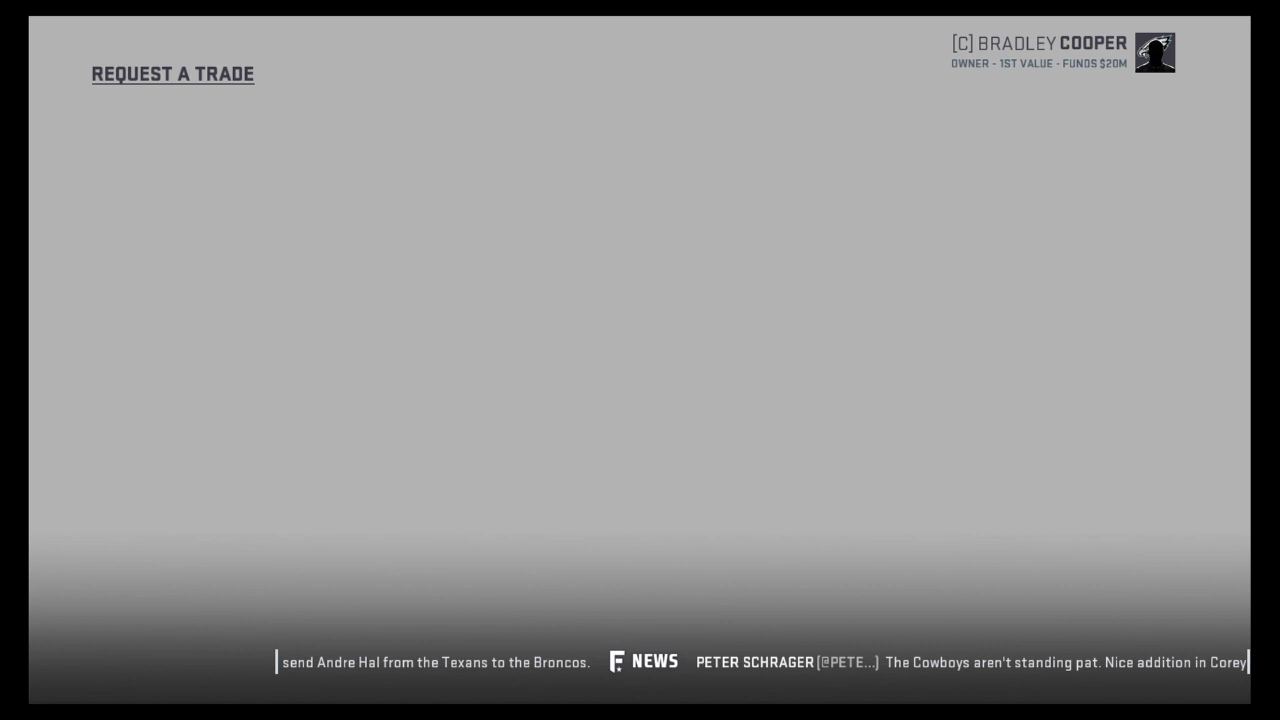 [C] BRADLEY COOPER
OWNER - 1ST VALUE - FUNDS $20M
REQUEST A TRADE
send Andre Hal from the Texans to the Broncos. F NEWS PETER SCHRAGER (@PETE...) The Cowboys aren't standing pat. Nice addition in Corey